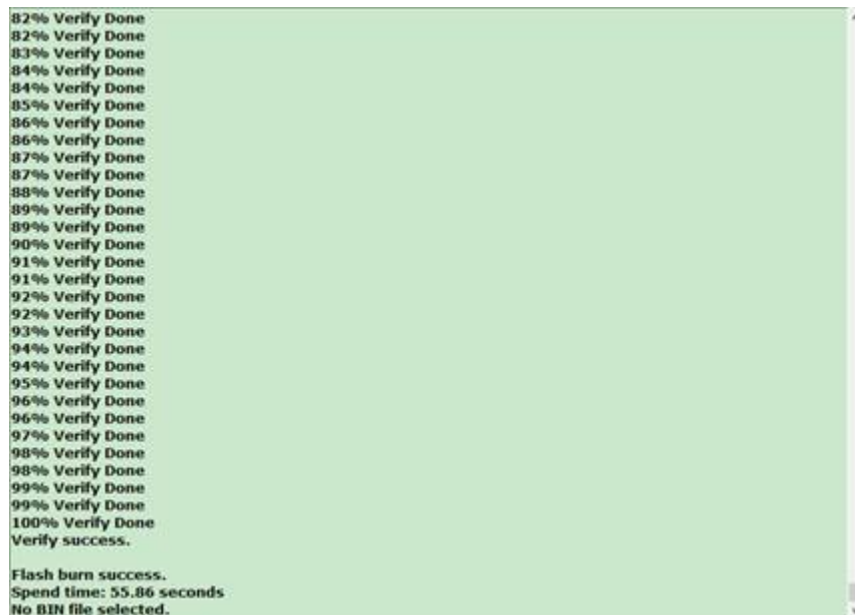 82% Verify Done
82% Verify Done
83% Verify Done
84% Verify Done
84% Verify Done
85% Verify Done
86% Verify Done
86% Verify Done
87% Verify Done
87% Verify Done
88% Verify Done
89% Verify Done
89% Verify Done
90% Verify Done
91% Verify Done
91% Verify Done
92% Verify Done
92% Verify Done
93% Verify Done
94% Verify Done
94% Verify Done
95% Verify Done
96% Verify Done
96% Verify Done
97% Verify Done
98% Verify Done
98% Verify Done
99% Verify Done
99% Verify Done
100% Verify Done
Verify success.
Flash burn success.
Spend time: 55.86 seconds
No BIN file selected.